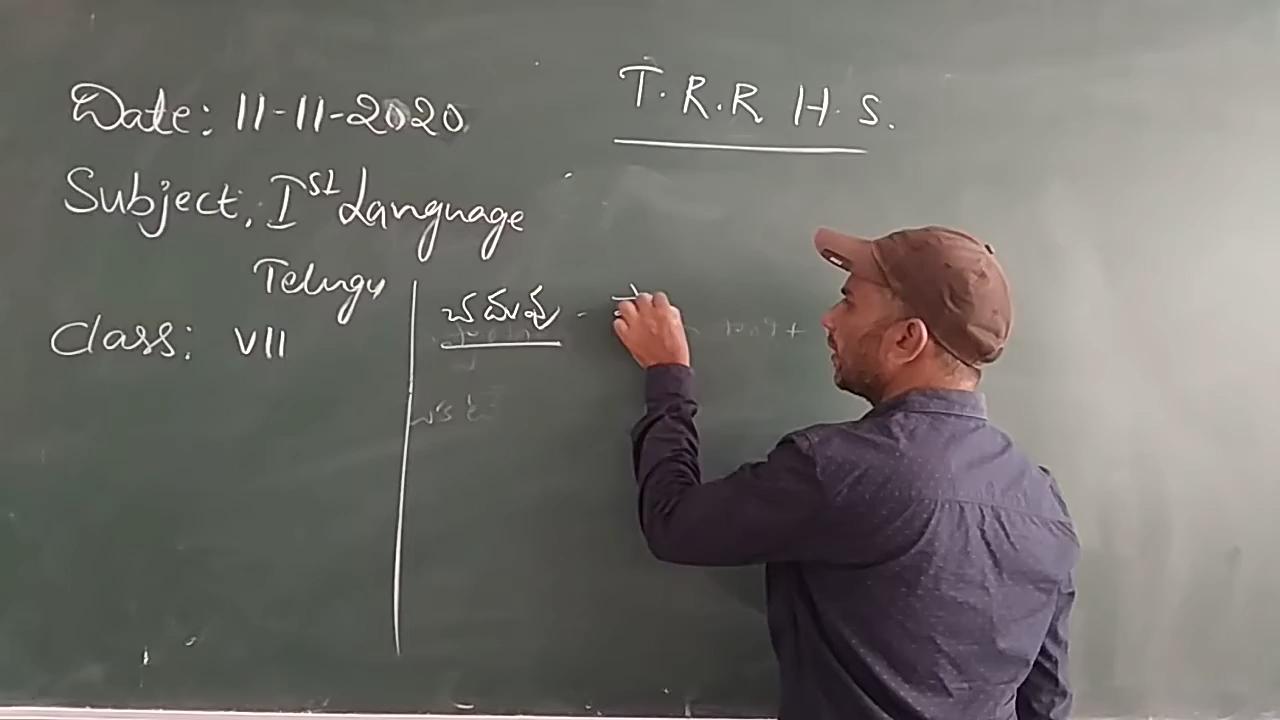 T.R.R H.S.
Date: 11-11-2020
Subject: Ist Language
Telugu
Class: VII
చదువు -